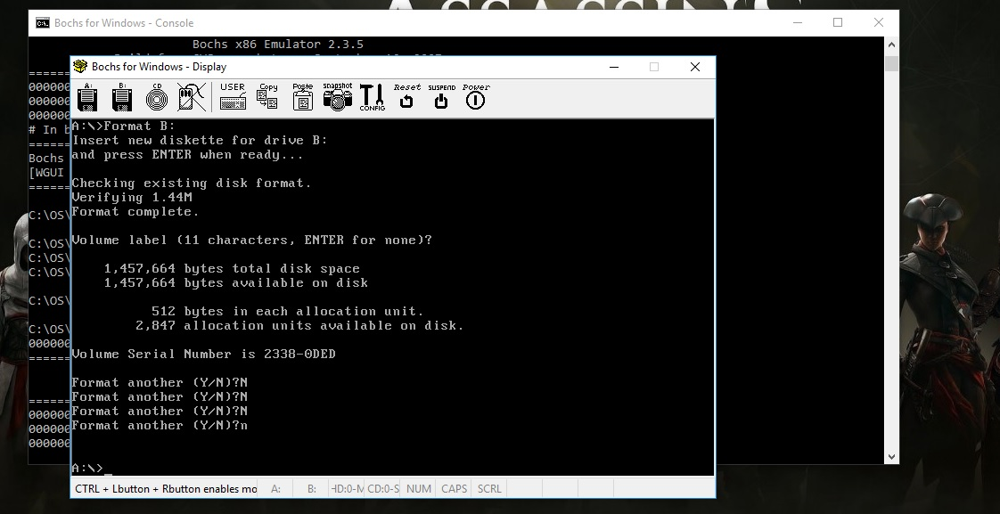 ASSASSIN'S
Bochs for Windows - Console
Bochs x86 Emulator 2.3.5
========
000000
000000
000000
# In b
========
Bochs
[WGUI
========
C:\OS\
C:\OS\
C:\OS\
C:\OS\
C:\OS\
C:\OS\
000000
========
========
000000
000000
000000
Bochs for Windows - Display
A: B: CD USER Copy Paste snapshot CONFIG Reset SUSPEND Power
A:\>Format B:
Insert new diskette for drive B:
and press ENTER when ready...
Checking existing disk format.
Verifying 1.44M
Format complete.
Volume label (11 characters, ENTER for none)?
1,457,664 bytes total disk space
1,457,664 bytes available on disk
512 bytes in each allocation unit.
2,847 allocation units available on disk.
Volume Serial Number is 2338-0DED
Format another (Y/N)?N
Format another (Y/N)?N
Format another (Y/N)?N
Format another (Y/N)?n
A:\>_
CTRL + Lbutton + Rbutton enables mo A: B: HD:0-M CD:0-S NUM CAPS SCRL